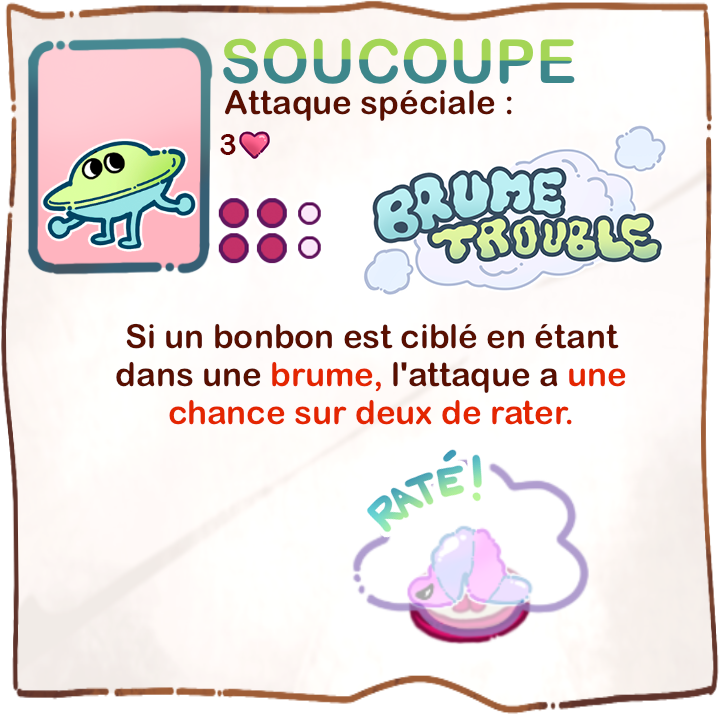 SOUCOUPE
Attaque spéciale :
3
BRUME
TROUBLE
Si un bonbon est ciblé en étant
dans une brume, l'attaque a une
chance sur deux de rater.
RATÉ!